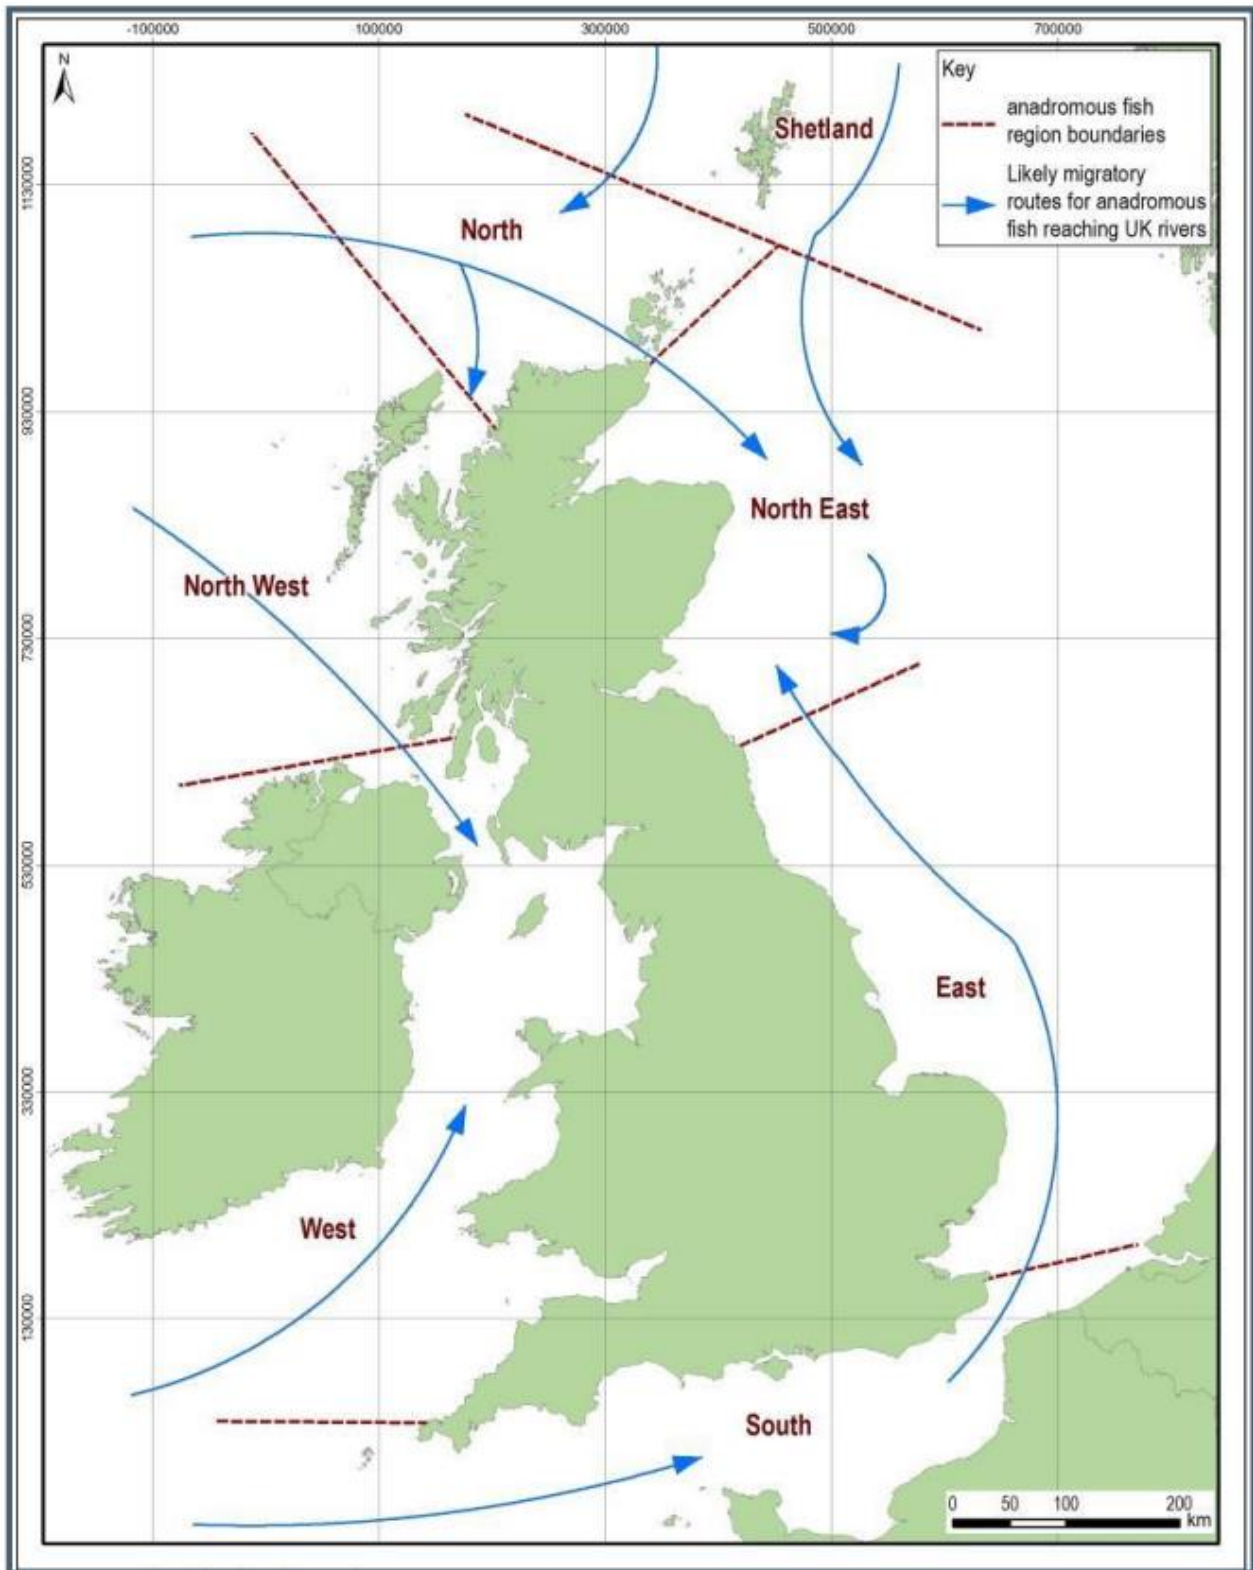 -100000 100000 300000 500000 700000
N
Key
anadromous fish
region boundaries
Likely migratory
routes for anadromous
fish reaching UK rivers
Shetland
North
North East
North West
East
West
South
1130000
930000
730000
530000
330000
130000
0 50 100 200
km